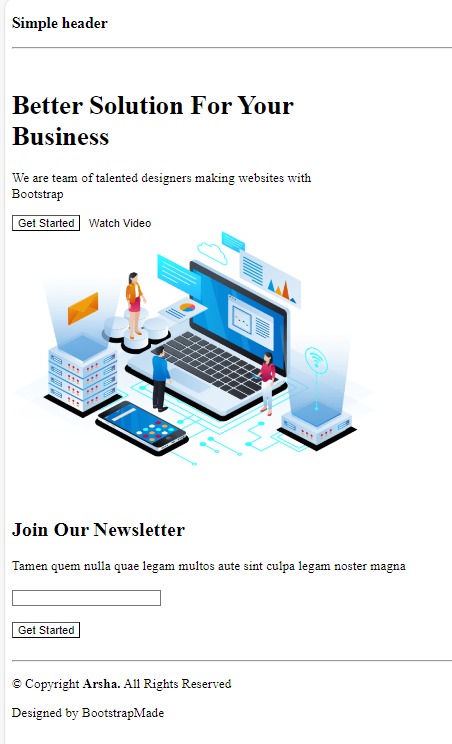 Simple header
Better Solution For Your
Business
We are team of talented designers making websites with
Bootstrap
Get Started Watch Video
Join Our Newsletter
Tamen quem nulla quae legam multos aute sint culpa legam noster magna
Get Started
© Copyright Arsha. All Rights Reserved
Designed by BootstrapMade